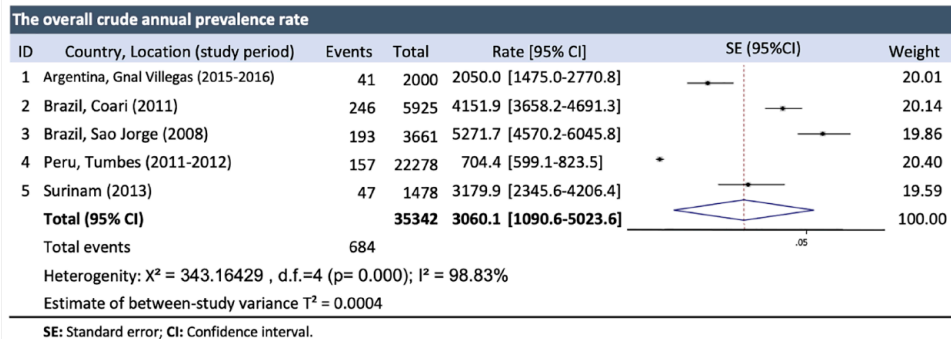 The overall crude annual prevalence rate
ID Country, Location (study period) Events Total Rate [95% CI] SE (95%CI) Weight
1 Argentina, Gnal Villegas (2015-2016) 41 2000 2050.0 [1475.0-2770.8] 20.01
2 Brazil, Coari (2011) 246 5925 4151.9 [3658.2-4691.3] 20.14
3 Brazil, Sao Jorge (2008) 193 3661 5271.7 [4570.2-6045.8] 19.86
4 Peru, Tumbes (2011-2012) 157 22278 704.4 [599.1-823.5] 20.40
5 Surinam (2013) 47 1478 3179.9 [2345.6-4206.4] 19.59
Total (95% CI) 35342 3060.1 [1090.6-5023.6] 100.00
Total events 684
.05
Heterogenity: X² = 343.16429 , d.f.=4 (p= 0.000); I² = 98.83%
Estimate of between-study variance T² = 0.0004
SE: Standard error; CI: Confidence interval.